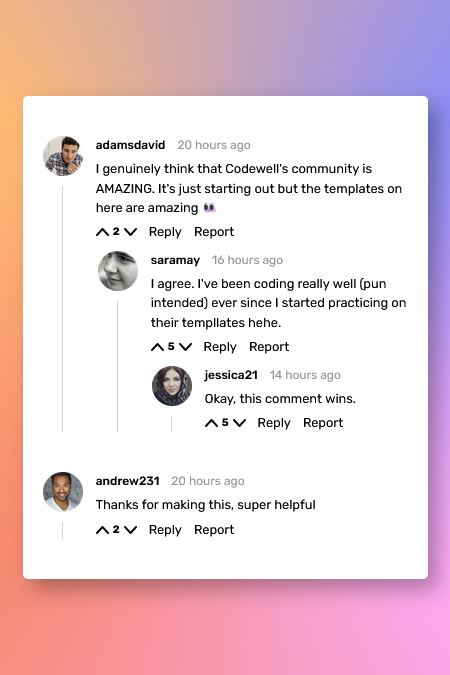 adamsdavid 20 hours ago
I genuinely think that Codewell's community is
AMAZING. It's just starting out but the templates on
here are amazing 👀
2 Reply Report
saramay 16 hours ago
I agree. I've been coding really well (pun
intended) ever since I started practicing on
their templlates hehe.
5 Reply Report
jessica21 14 hours ago
Okay, this comment wins.
5 Reply Report
andrew231 20 hours ago
Thanks for making this, super helpful
2 Reply Report